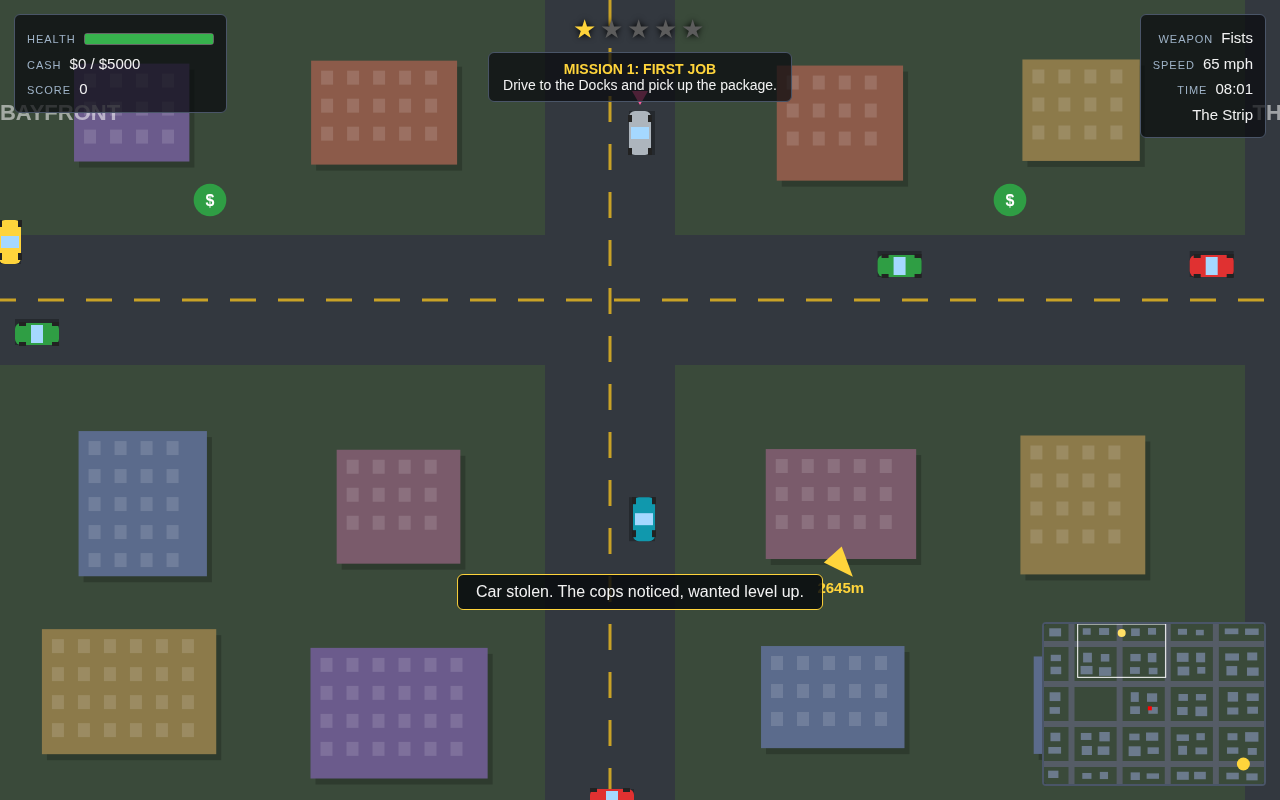 HEALTH
CASH $0 / $5000
SCORE 0
BAYFRONT
MISSION 1: FIRST JOB
Drive to the Docks and pick up the package.
WEAPON Fists
SPEED 65 mph
TIME 08:01
The Strip
TH
$
$
Car stolen. The cops noticed, wanted level up.
2645m